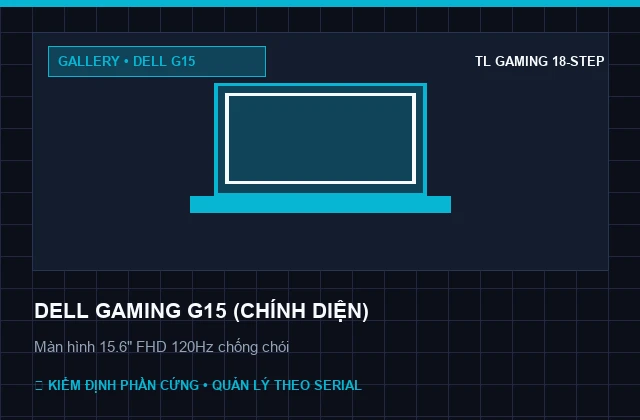 GALLERY • DELL G15
TL GAMING 18-STEP
DELL GAMING G15 (CHÍNH DIỆN)
Màn hình 15.6" FHD 120Hz chống chói
KIỂM ĐỊNH PHẦN CỨNG • QUẢN LÝ THEO SERIAL